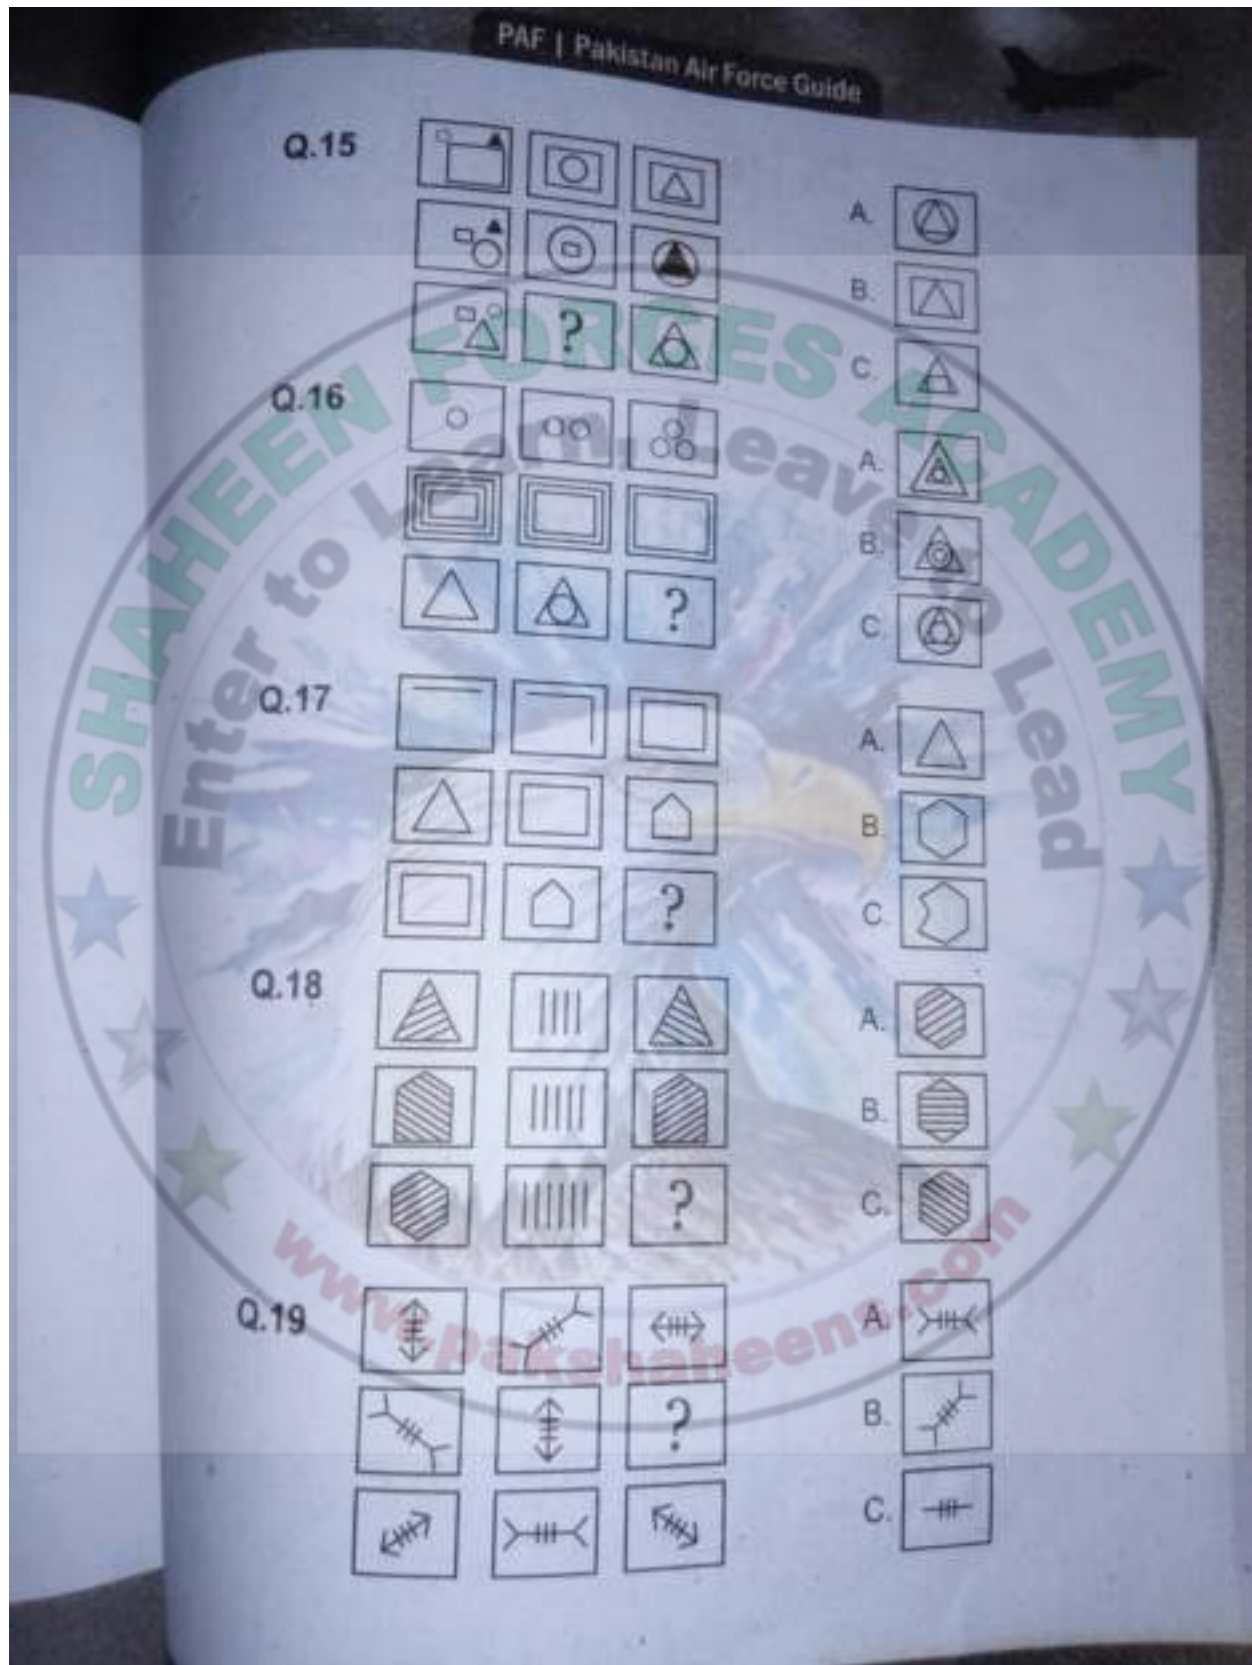 PAF | Pakistan Air Force Guide
Q.15
A.
B.
?
C.
Q.16
A.
B.
?
C.
Q.17
A.
B.
?
C.
Q.18
A.
B.
?
C.
Q.19
A.
B.
?
C.
SHAHEEN FORCES ACADEMY
Enter to Learn, Leave to Lead
www.pakshaheens.com